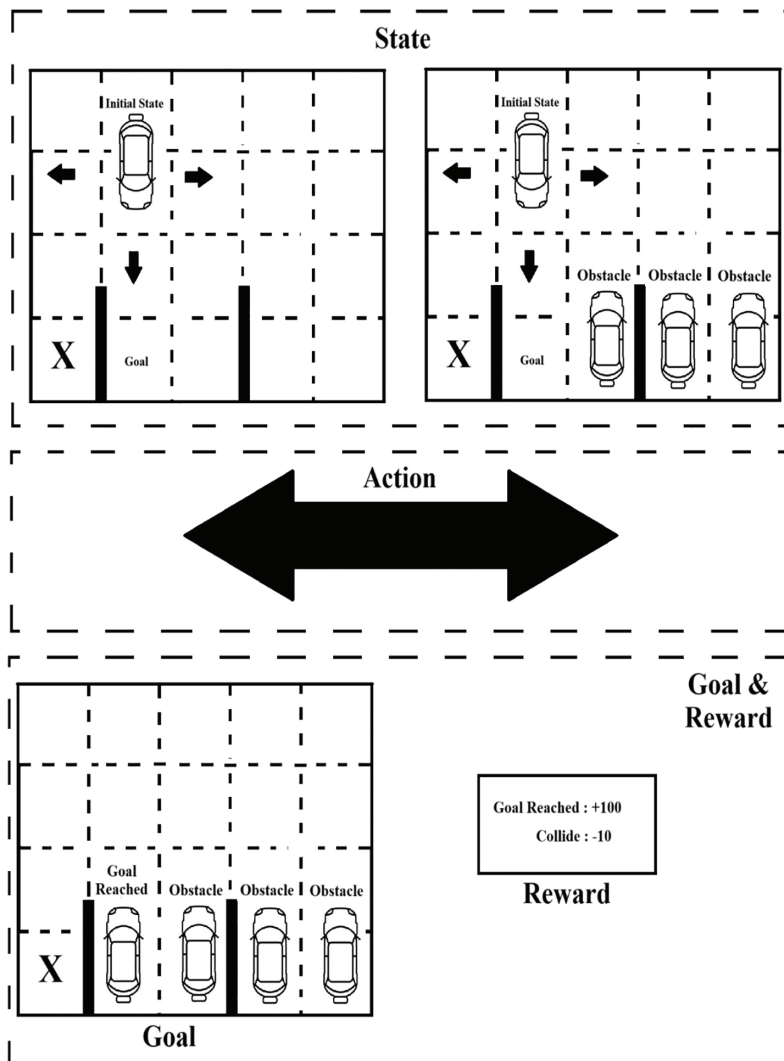 State
Initial State
X
Goal
Initial State
Obstacle
Obstacle
Obstacle
X
Goal
Action
Goal &
Reward
Goal
Reached
Obstacle
Obstacle
Obstacle
X
Goal
Goal Reached : +100
Collide : -10
Reward